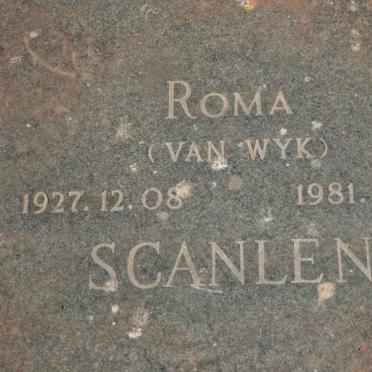 ROMA
(VAN WYK)
1927.12.08 1981.
SCANLEN